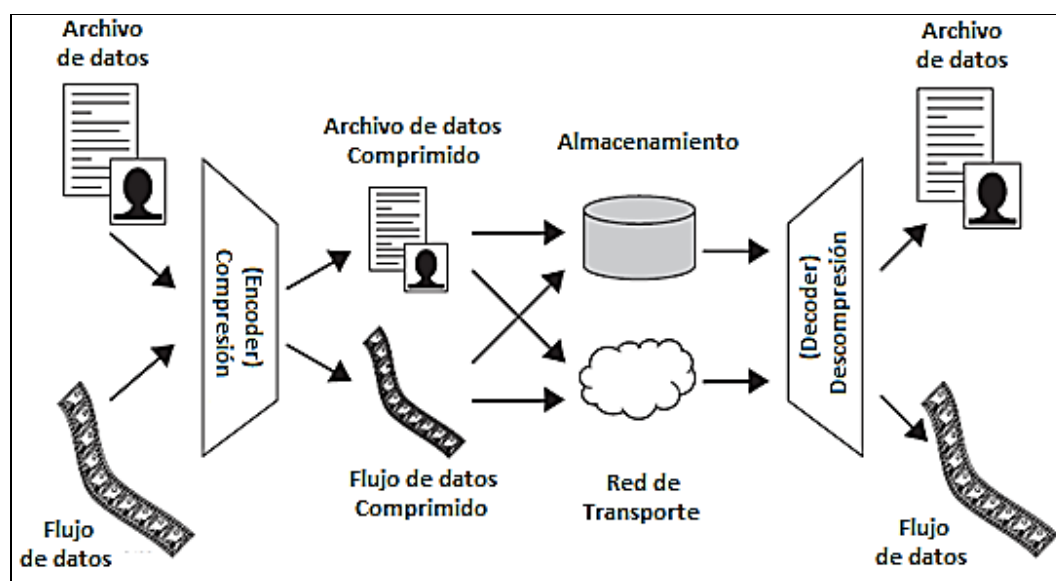 Archivo
de datos
Archivo
de datos
Archivo de datos
Comprimido
Almacenamiento
(Encoder)
Compresión
(Decoder)
Descompresión
Flujo de datos
Comprimido
Red de
Transporte
Flujo
de datos
Flujo
de datos